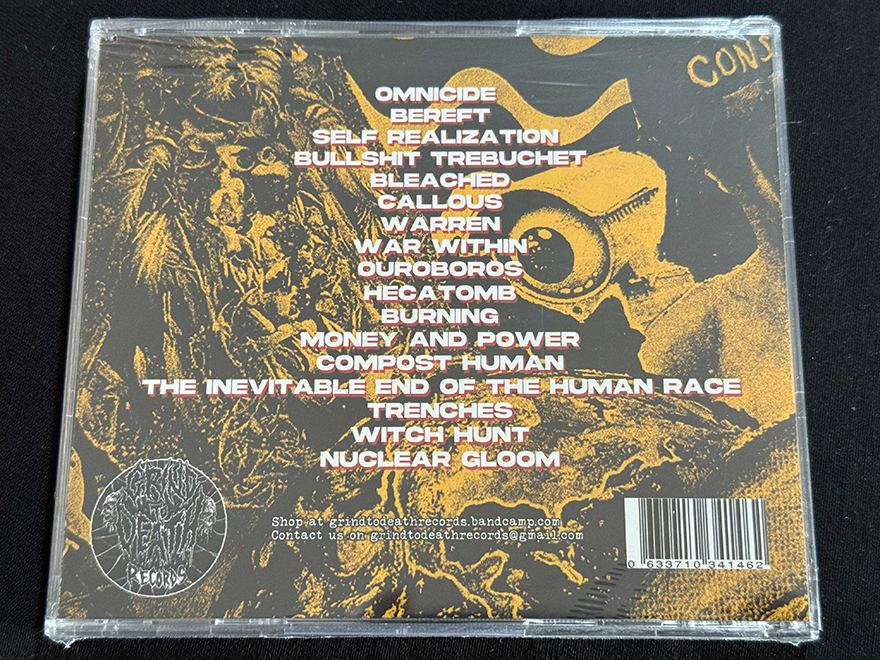 CONS
OMNICIDE
BEREFT
SELF REALIZATION
BULLSHIT TREBUCHET
BLEACHED
CALLOUS
WARREN
WAR WITHIN
OUROBOROS
HECATOMB
BURNING
MONEY AND POWER
COMPOST HUMAN
THE INEVITABLE END OF THE HUMAN RACE
TRENCHES
WITCH HUNT
NUCLEAR GLOOM
GRIND
TO
DEATH
RECORDS
Shop at grindtodeathrecords.bandcamp.com
Contact us on grindtodeathrecords@gmail.com
0 633710 341462